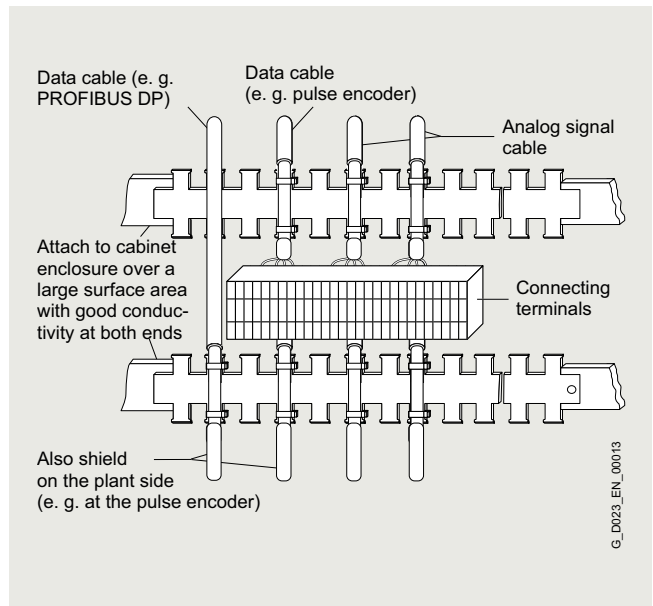 Data cable (e. g.
PROFIBUS DP)
Data cable
(e. g. pulse encoder)
Analog signal
cable
Attach to cabinet
enclosure over a
large surface area
with good conduc-
tivity at both ends
Connecting
terminals
Also shield
on the plant side
(e. g. at the pulse encoder)
G_D023_EN_00013